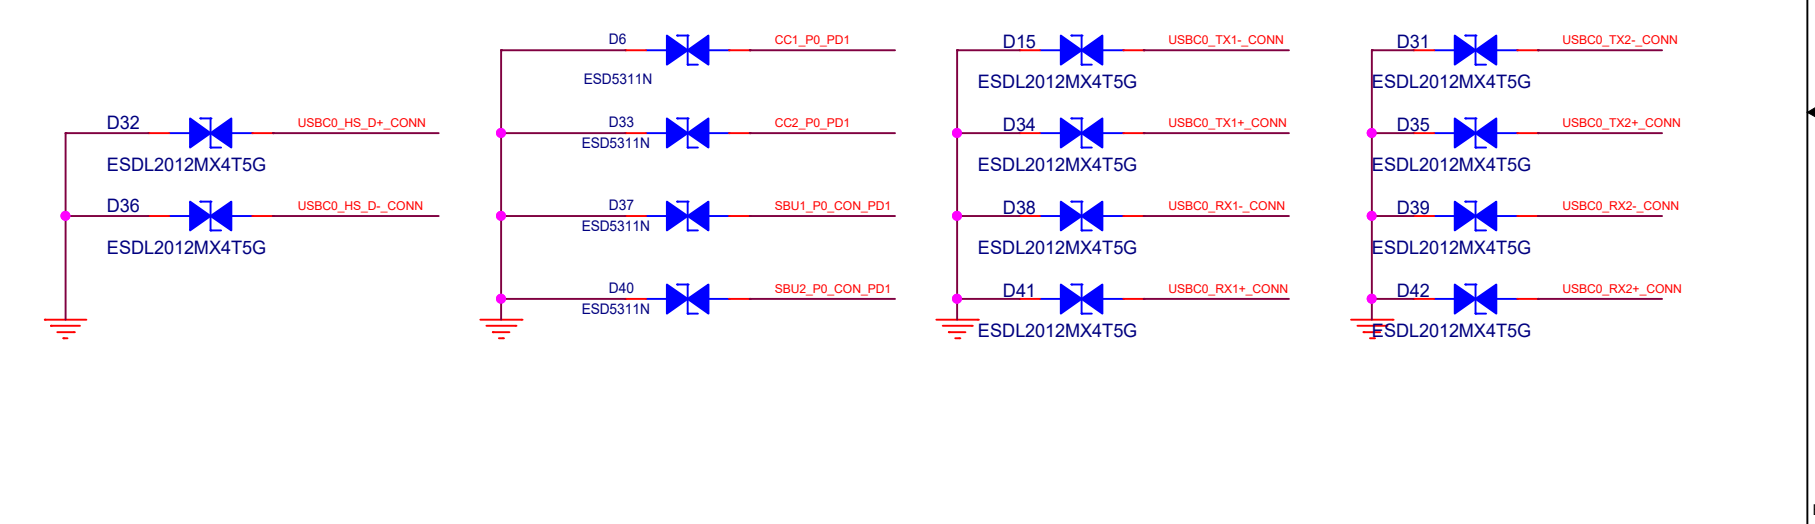 D32
USBC0_HS_D+_CONN
ESDL2012MX4T5G
D36
USBC0_HS_D-_CONN
ESDL2012MX4T5G
D6
CC1_P0_PD1
ESD5311N
D33
CC2_P0_PD1
ESD5311N
D37
SBU1_P0_CON_PD1
ESD5311N
D40
SBU2_P0_CON_PD1
ESD5311N
D15
USBC0_TX1-_CONN
ESDL2012MX4T5G
D34
USBC0_TX1+_CONN
ESDL2012MX4T5G
D38
USBC0_RX1-_CONN
ESDL2012MX4T5G
D41
USBC0_RX1+_CONN
ESDL2012MX4T5G
D31
USBC0_TX2-_CONN
ESDL2012MX4T5G
D35
USBC0_TX2+_CONN
ESDL2012MX4T5G
D39
USBC0_RX2-_CONN
ESDL2012MX4T5G
D42
USBC0_RX2+_CONN
ESDL2012MX4T5G